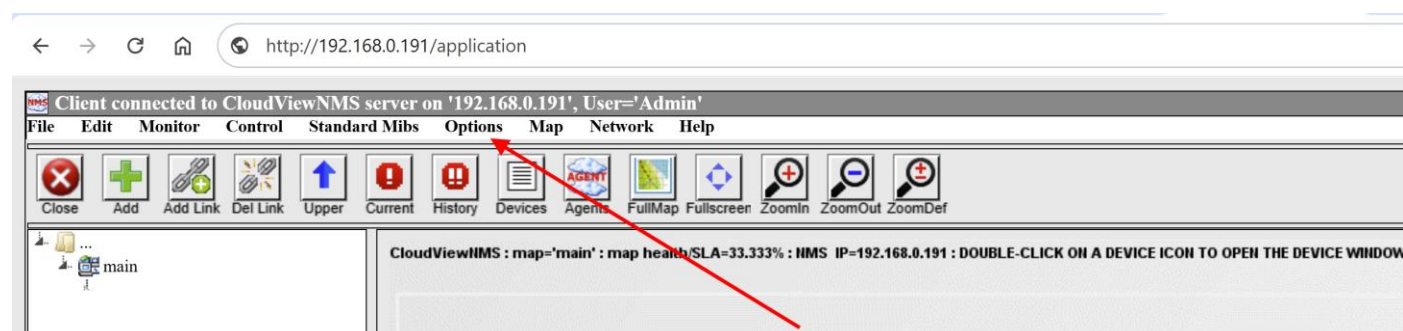 http://192.168.0.191/application
NMS Client connected to CloudViewNMS server on '192.168.0.191', User='Admin'
File Edit Monitor Control Standard Mibs Options Map Network Help
AGENT
Close Add Add Link Del Link Upper Current History Devices Agents FullMap Fullscreen ZoomIn ZoomOut ZoomDef
...
main
CloudViewNMS : map='main' : map health/SLA=33.333% : NMS IP=192.168.0.191 : DOUBLE-CLICK ON A DEVICE ICON TO OPEN THE DEVICE WINDOW